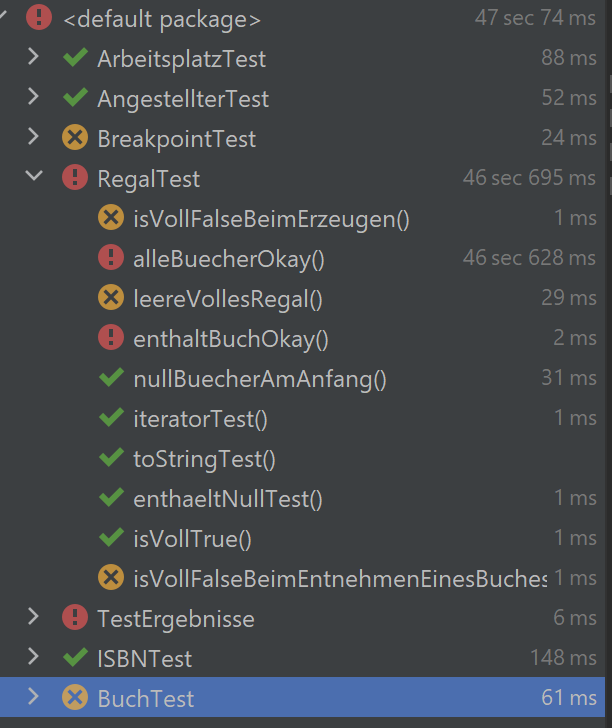 <default package> 47 sec 74 ms
ArbeitsplatzTest 88 ms
AngestellterTest 52 ms
BreakpointTest 24 ms
RegalTest 46 sec 695 ms
isVollFalseBeimErzeugen() 1 ms
alleBuecherOkay() 46 sec 628 ms
leereVollesRegal() 29 ms
enthaltBuchOkay() 2 ms
nullBuecherAmAnfang() 31 ms
iteratorTest() 1 ms
toStringTest()
enthaeltNullTest() 1 ms
isVollTrue() 1 ms
isVollFalseBeimEntnehmenEinesBuches 1 ms
TestErgebnisse 6 ms
ISBNTest 148 ms
BuchTest 61 ms